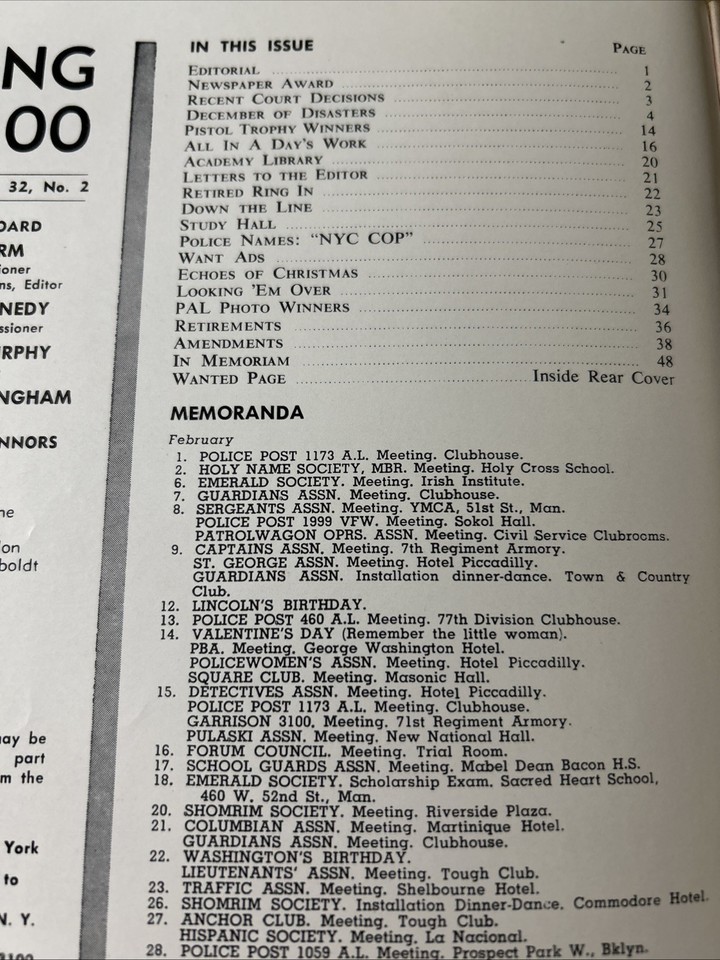 NG
00
32, No. 2
OARD
RM
ioner
ns, Editor
NEDY
ssioner
RPHY
NGHAM
NNORS
ne
on
boldt
ay be
part
m the
York
to
N. Y.
3100
IN THIS ISSUE PAGE
EDITORIAL 1
NEWSPAPER AWARD 2
RECENT COURT DECISIONS 3
DECEMBER OF DISASTERS 4
PISTOL TROPHY WINNERS 14
ALL IN A DAY'S WORK 16
ACADEMY LIBRARY 20
LETTERS TO THE EDITOR 21
RETIRED RING IN 22
DOWN THE LINE 23
STUDY HALL 25
POLICE NAMES: "NYC COP" 27
WANT ADS 28
ECHOES OF CHRISTMAS 30
LOOKING 'EM OVER 31
PAL PHOTO WINNERS 34
RETIREMENTS 36
AMENDMENTS 38
IN MEMORIAM 48
WANTED PAGE Inside Rear Cover
MEMORANDA
February
1. POLICE POST 1173 A.L. Meeting. Clubhouse.
2. HOLY NAME SOCIETY, MBR. Meeting. Holy Cross School.
6. EMERALD SOCIETY. Meeting. Irish Institute.
7. GUARDIANS ASSN. Meeting. Clubhouse.
8. SERGEANTS ASSN. Meeting. YMCA, 51st St., Man.
POLICE POST 1999 VFW. Meeting. Sokol Hall.
PATROLWAGON OPRS. ASSN. Meeting. Civil Service Clubrooms.
9. CAPTAINS ASSN. Meeting. 7th Regiment Armory.
ST. GEORGE ASSN. Meeting. Hotel Piccadilly.
GUARDIANS ASSN. Installation dinner-dance. Town & Country
Club.
12. LINCOLN'S BIRTHDAY.
13. POLICE POST 460 A.L. Meeting. 77th Division Clubhouse.
14. VALENTINE'S DAY (Remember the little woman).
PBA. Meeting. George Washington Hotel.
POLICEWOMEN'S ASSN. Meeting. Hotel Piccadilly.
SQUARE CLUB. Meeting. Masonic Hall.
15. DETECTIVES ASSN. Meeting. Hotel Piccadilly.
POLICE POST 1173 A.L. Meeting. Clubhouse.
GARRISON 3100. Meeting. 71st Regiment Armory.
PULASKI ASSN. Meeting. New National Hall.
16. FORUM COUNCIL. Meeting. Trial Room.
17. SCHOOL GUARDS ASSN. Meeting. Mabel Dean Bacon H.S.
18. EMERALD SOCIETY. Scholarship Exam. Sacred Heart School,
460 W. 52nd St., Man.
20. SHOMRIM SOCIETY. Meeting. Riverside Plaza.
21. COLUMBIAN ASSN. Meeting. Martinique Hotel.
GUARDIANS ASSN. Meeting. Clubhouse.
22. WASHINGTON'S BIRTHDAY.
LIEUTENANTS' ASSN. Meeting. Tough Club.
23. TRAFFIC ASSN. Meeting. Shelbourne Hotel.
26. SHOMRIM SOCIETY. Installation Dinner-Dance. Commodore Hotel.
27. ANCHOR CLUB. Meeting. Tough Club.
HISPANIC SOCIETY. Meeting. La Nacional.
28. POLICE POST 1059 A.L. Meeting. Prospect Park W., Bklyn.